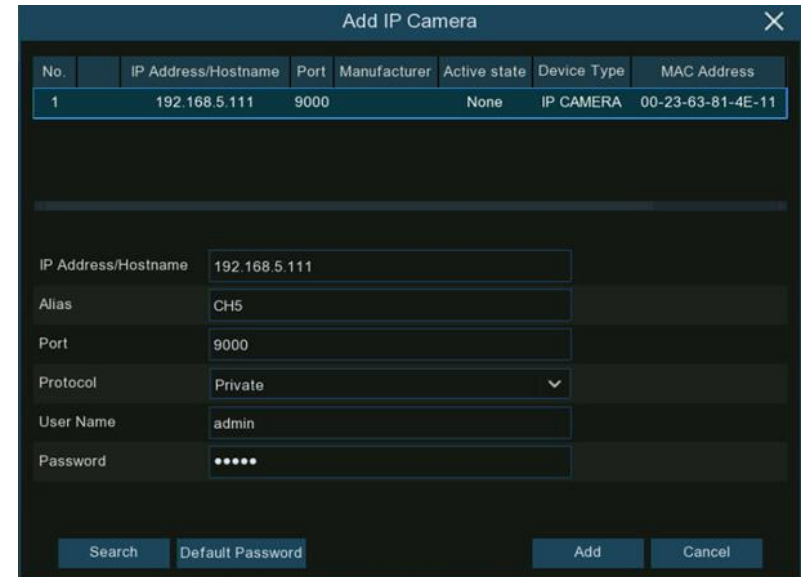 Add IP Camera
No. IP Address/Hostname Port Manufacturer Active state Device Type MAC Address
1 192.168.5.111 9000 None IP CAMERA 00-23-63-81-4E-11
IP Address/Hostname 192.168.5.111
Alias CH5
Port 9000
Protocol Private
User Name admin
Password •••••
Search Default Password Add Cancel